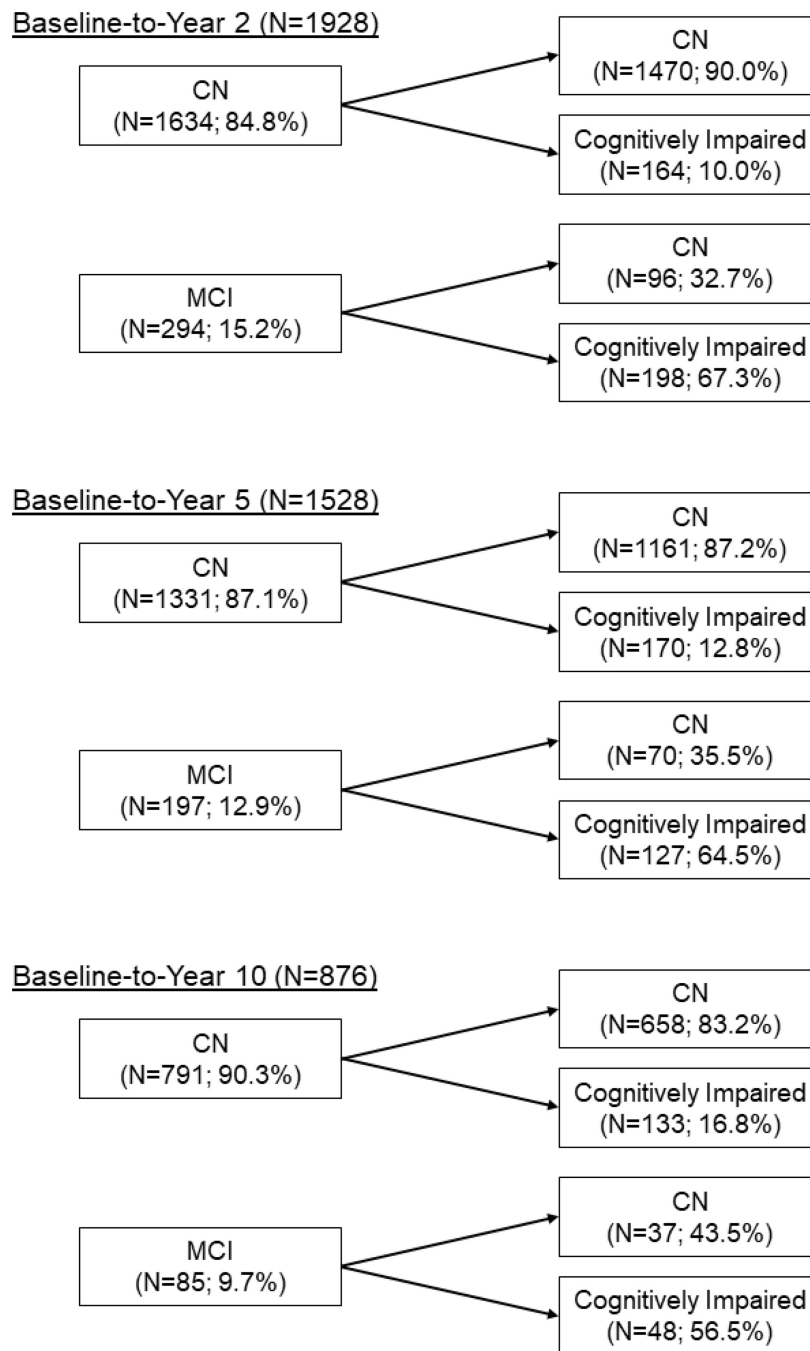 Baseline-to-Year 2 (N=1928)
CN
(N=1634; 84.8%)
CN
(N=1470; 90.0%)
Cognitively Impaired
(N=164; 10.0%)
MCI
(N=294; 15.2%)
CN
(N=96; 32.7%)
Cognitively Impaired
(N=198; 67.3%)
Baseline-to-Year 5 (N=1528)
CN
(N=1331; 87.1%)
CN
(N=1161; 87.2%)
Cognitively Impaired
(N=170; 12.8%)
MCI
(N=197; 12.9%)
CN
(N=70; 35.5%)
Cognitively Impaired
(N=127; 64.5%)
Baseline-to-Year 10 (N=876)
CN
(N=791; 90.3%)
CN
(N=658; 83.2%)
Cognitively Impaired
(N=133; 16.8%)
MCI
(N=85; 9.7%)
CN
(N=37; 43.5%)
Cognitively Impaired
(N=48; 56.5%)